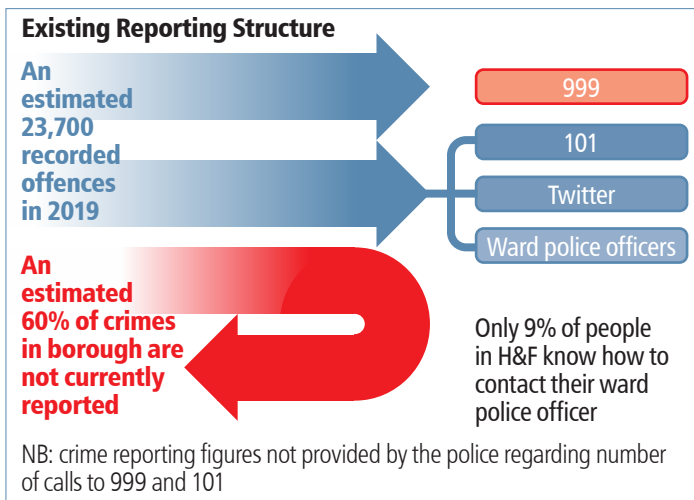 Existing Reporting Structure
An
estimated
23,700
recorded
offences
in 2019
999
101
Twitter
Ward police officers
An
estimated
60% of crimes
in borough are
not currently
reported
Only 9% of people
in H&F know how to
contact their ward
police officer
NB: crime reporting figures not provided by the police regarding number
of calls to 999 and 101